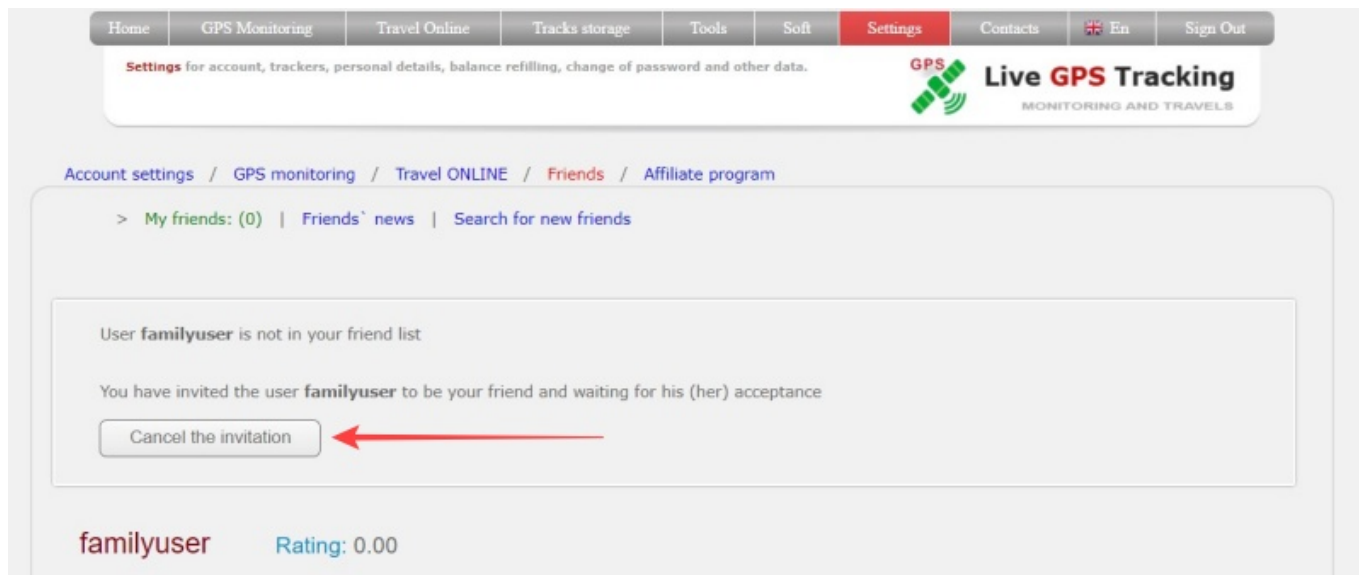 Home GPS Monitoring Travel Online Tracks storage Tools Soft Settings Contacts En Sign Out
Settings for account, trackers, personal details, balance refilling, change of password and other data.
GPS
Live GPS Tracking
MONITORING AND TRAVELS
Account settings / GPS monitoring / Travel ONLINE / Friends / Affiliate program
> My friends: (0) | Friends` news | Search for new friends
User familyuser is not in your friend list
You have invited the user familyuser to be your friend and waiting for his (her) acceptance
Cancel the invitation
familyuser Rating: 0.00